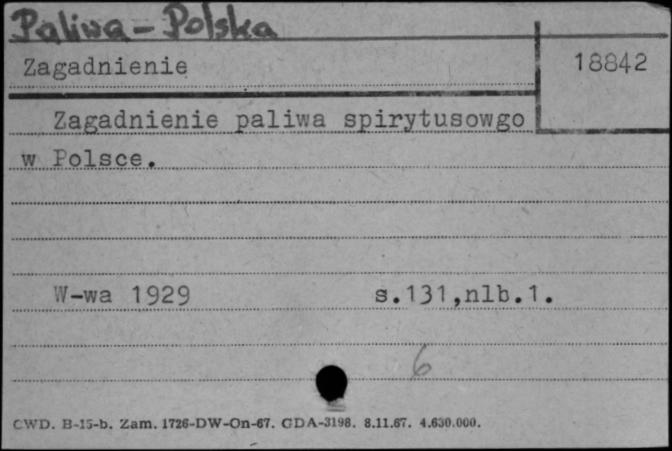 Paliwa - Polska
Zagadnienie
18842
Zagadnienie paliwa spirytusowgo
w Polsce.
W-wa 1929 s.131,nlb.1.
6
CWD. B-15-b. Zam. 1726-DW-On-67. GDA-3198. 8.11.67. 4.630.000.